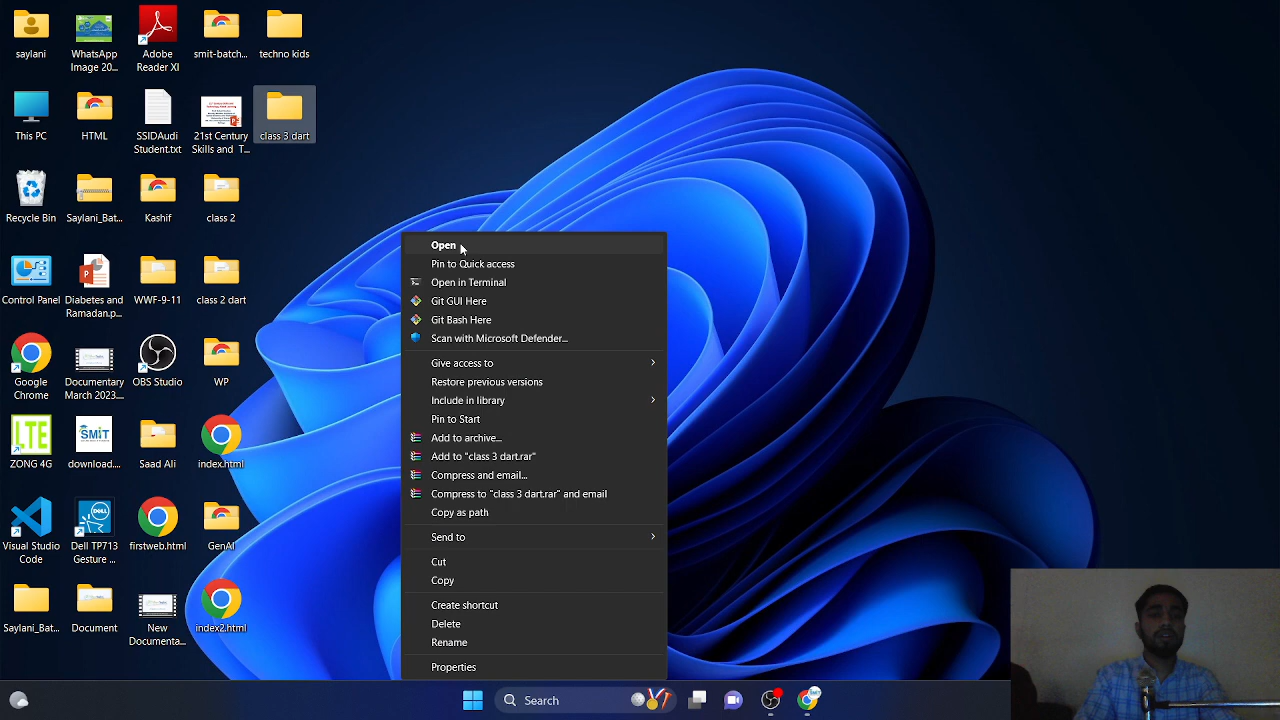 saylani
WhatsApp
Image 20...
Adobe
Reader XI
smit-batch...
techno kids
This PC
HTML
SSIDAudi
Student.txt
21st Century
Skills and T...
class 3 dart
Recycle Bin
Saylani_Bat...
Kashif
class 2
Control Panel
Diabetes and
Ramadan.p...
WWF-9-11
class 2 dart
Google
Chrome
Documentary
March 2023...
OBS Studio
WP
LTE
ZONG 4G
SMIT
download...
Saad Ali
index.html
Visual Studio
Code
DELL
Dell TP713
Gesture ...
firstweb.html
GenAI
Saylani_Bat...
Document
New
Documenta...
index2.html
Open
Pin to Quick access
Open in Terminal
Git GUI Here
Git Bash Here
Scan with Microsoft Defender...
Give access to
Restore previous versions
Include in library
Pin to Start
Add to archive...
Add to "class 3 dart.rar"
Compress and email...
Compress to "class 3 dart.rar" and email
Copy as path
Send to
Cut
Copy
Create shortcut
Delete
Rename
Properties
Search